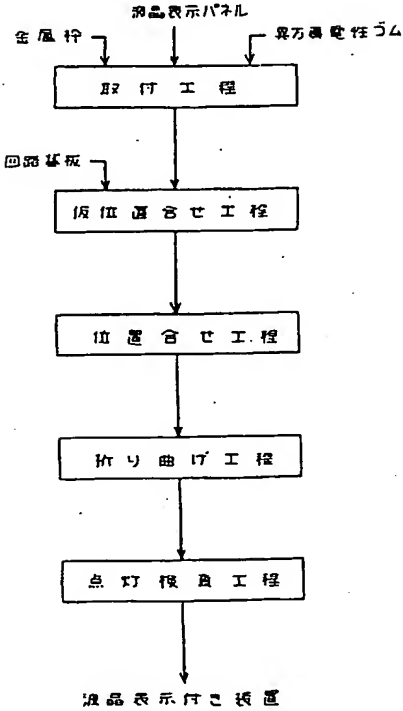 液晶表示パネル
金属枠
異方導電性ゴム
取付工程
回路基板
仮位置合せ工程
位置合せ工程
折り曲げ工程
点灯検査工程
液晶表示付き装置